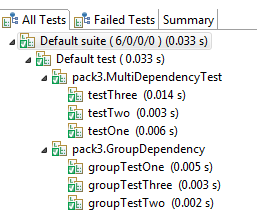 All Tests Failed Tests Summary
Default suite ( 6/0/0/0 ) (0.033 s)
Default test ( 0.033 s)
pack3.MultiDependencyTest
testThree (0.014 s)
testTwo (0.003 s)
testOne (0.006 s)
pack3.GroupDependency
groupTestOne (0.005 s)
groupTestThree (0.003 s)
groupTestTwo (0.002 s)